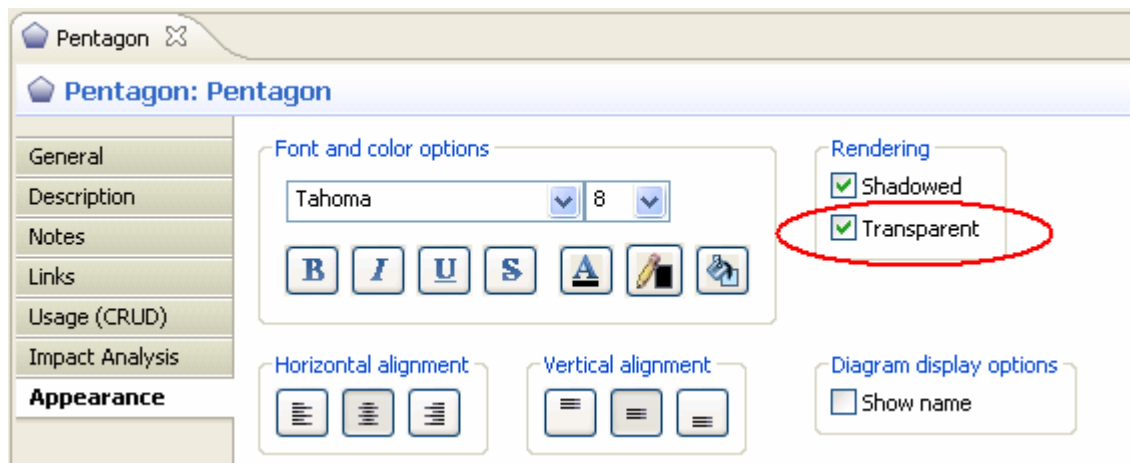 Pentagon
Pentagon: Pentagon
General
Description
Notes
Links
Usage (CRUD)
Impact Analysis
Appearance
Font and color options
Tahoma 8
B I U S A
Rendering
Shadowed
Transparent
Horizontal alignment
Vertical alignment
Diagram display options
Show name